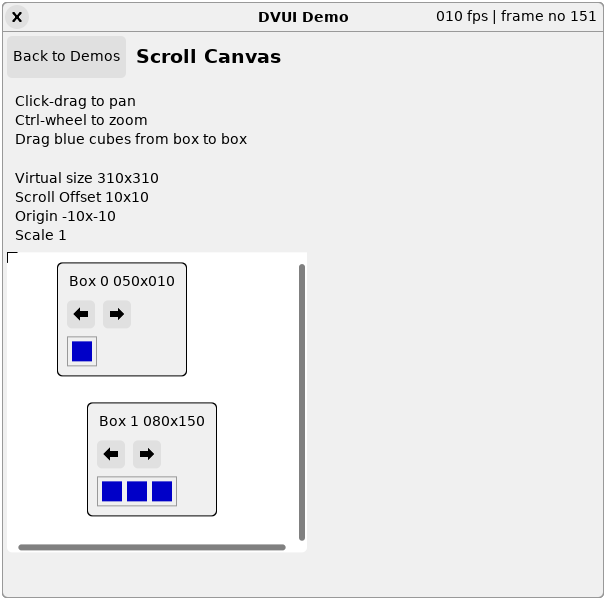 X DVUI Demo 010 fps | frame no 151
Back to Demos Scroll Canvas
Click-drag to pan
Ctrl-wheel to zoom
Drag blue cubes from box to box
Virtual size 310x310
Scroll Offset 10x10
Origin -10x-10
Scale 1
Box 0 050x010
Box 1 080x150